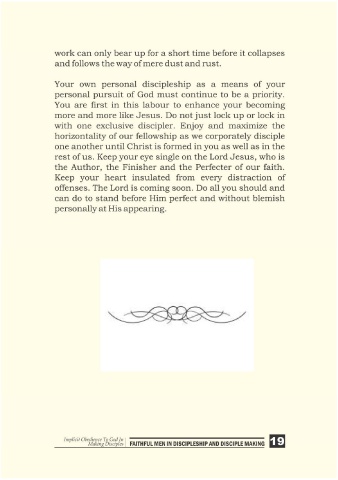 work can only bear up for a short time before it collapses
and follows the way of mere dust and rust.
Your own personal discipleship as a means of your
personal pursuit of God must continue to be a priority.
You are first in this labour to enhance your becoming
more and more like Jesus. Do not just lock up or lock in
with one exclusive discipler. Enjoy and maximize the
horizontality of our fellowship as we corporately disciple
one another until Christ is formed in you as well as in the
rest of us. Keep your eye single on the Lord Jesus, who is
the Author, the Finisher and the Perfecter of our faith.
Keep your heart insulated from every distraction of
offenses. The Lord is coming soon. Do all you should and
can do to stand before Him perfect and without blemish
personally at His appearing.
Implicit Obedience To God In
Making Disciples | FAITHFUL MEN IN DISCIPLESHIP AND DISCIPLE MAKING 19